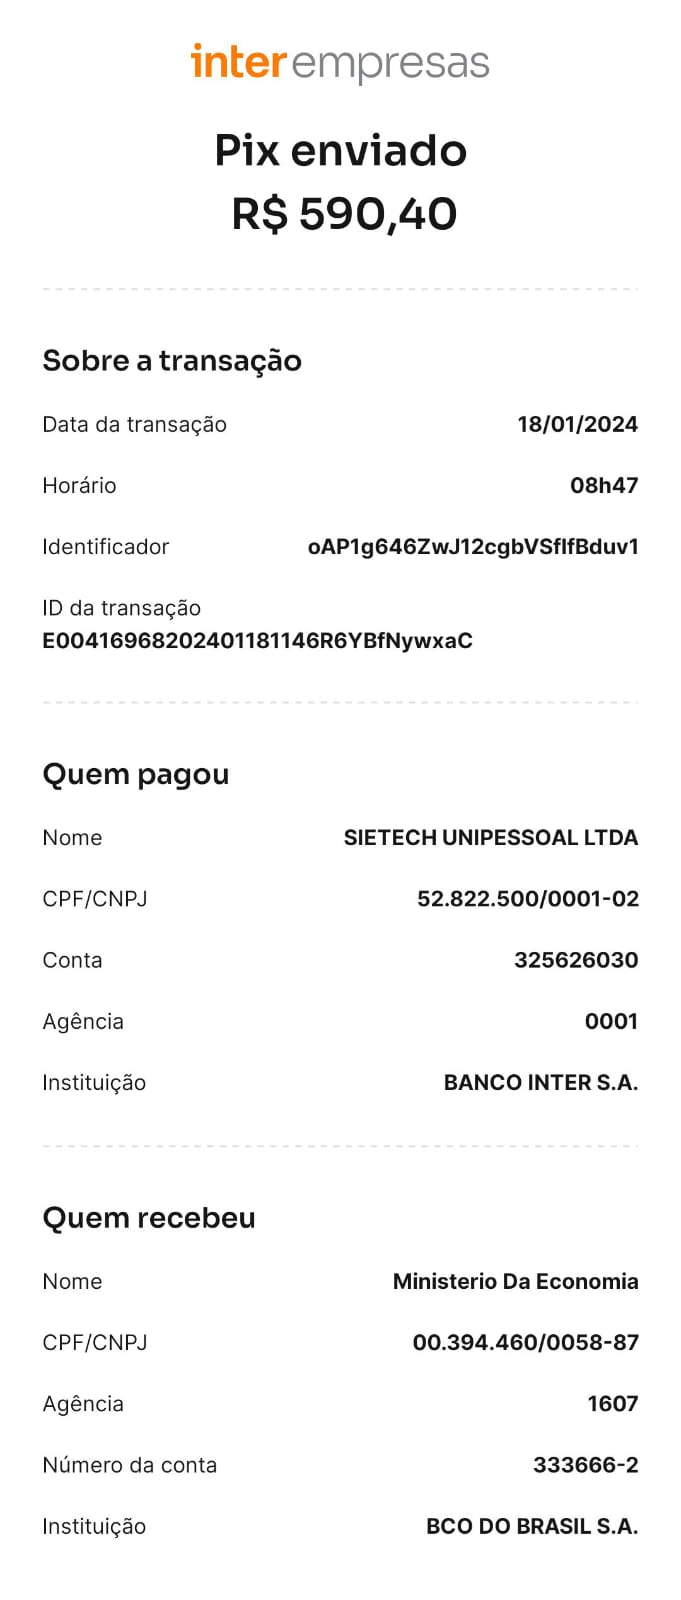 inter empresas
Pix enviado
R$ 590,40
Sobre a transação
Data da transação 18/01/2024
Horário 08h47
Identificador oAP1g646ZwJ12cgbVSflfBduv1
ID da transação
E00416968202401181146R6YBfNywxaC
Quem pagou
Nome SIETECH UNIPESSOAL LTDA
CPF/CNPJ 52.822.500/0001-02
Conta 325626030
Agência 0001
Instituição BANCO INTER S.A.
Quem recebeu
Nome Ministerio Da Economia
CPF/CNPJ 00.394.460/0058-87
Agência 1607
Número da conta 333666-2
Instituição BCO DO BRASIL S.A.